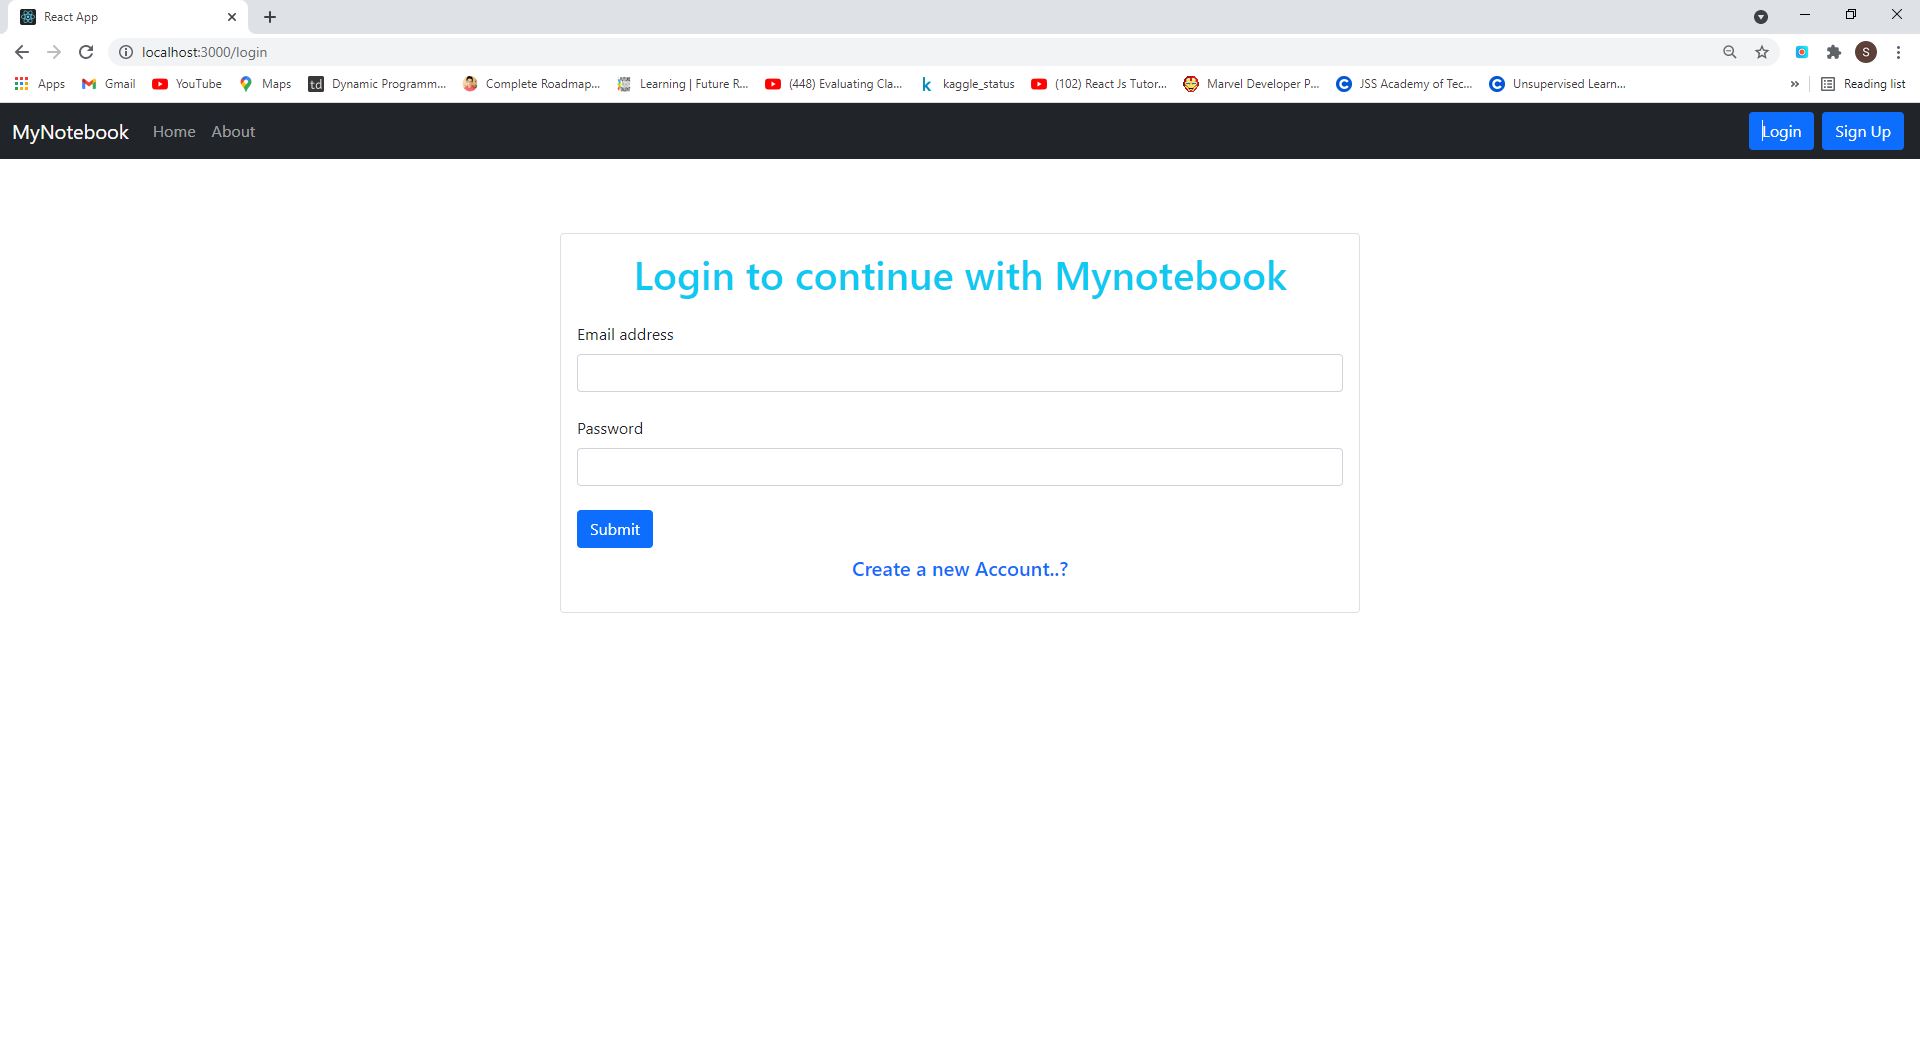 React App
localhost:3000/login
Apps Gmail YouTube Maps td Dynamic Programm... Complete Roadmap... Learning | Future R... (448) Evaluating Cla... k kaggle_status (102) React Js Tutor... Marvel Developer P... C JSS Academy of Tec... C Unsupervised Learn... » Reading list
S
MyNotebook Home About Login Sign Up
Login to continue with Mynotebook
Email address
Password
Submit
Create a new Account..?